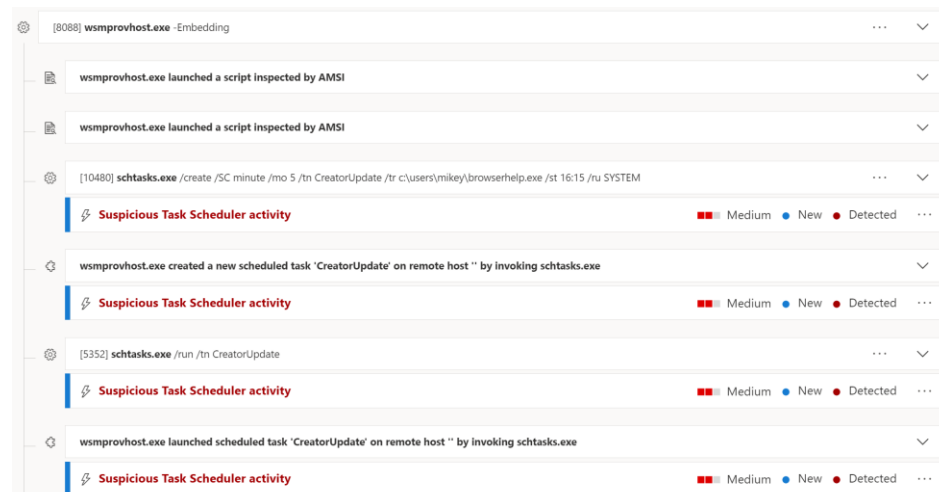 [8088] wsmprovhost.exe -Embedding ...
wsmprovhost.exe launched a script inspected by AMSI
wsmprovhost.exe launched a script inspected by AMSI
[10480] schtasks.exe /create /SC minute /mo 5 /tn CreatorUpdate /tr c:\users\mikey\browserhelp.exe /st 16:15 /ru SYSTEM ...
Suspicious Task Scheduler activity Medium New Detected ...
wsmprovhost.exe created a new scheduled task 'CreatorUpdate' on remote host '' by invoking schtasks.exe
Suspicious Task Scheduler activity Medium New Detected ...
[5352] schtasks.exe /run /tn CreatorUpdate ...
Suspicious Task Scheduler activity Medium New Detected ...
wsmprovhost.exe launched scheduled task 'CreatorUpdate' on remote host '' by invoking schtasks.exe
Suspicious Task Scheduler activity Medium New Detected ...